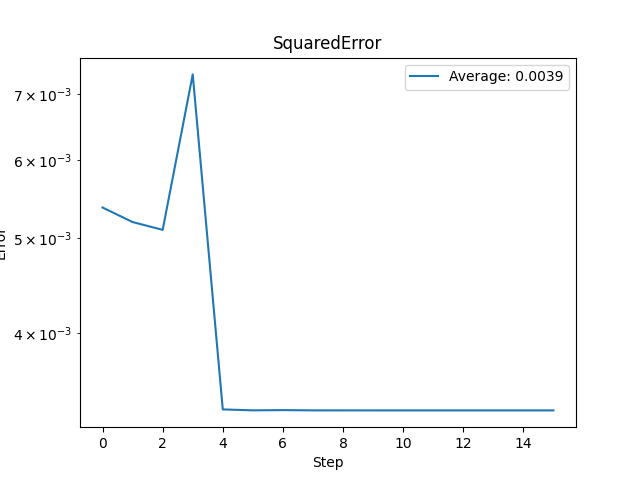 SquaredError
Average: 0.0039
7 × 10⁻³
6 × 10⁻³
5 × 10⁻³
4 × 10⁻³
Error
0 2 4 6 8 10 12 14
Step